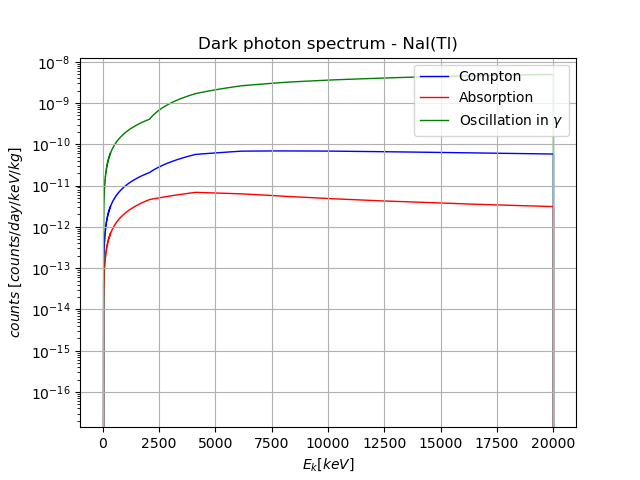 Dark photon spectrum - NaI(Tl)
Compton
Absorption
Oscillation in γ
counts [counts/day/keV/kg]
10⁻⁸
10⁻⁹
10⁻¹⁰
10⁻¹¹
10⁻¹²
10⁻¹³
10⁻¹⁴
10⁻¹⁵
10⁻¹⁶
0 2500 5000 7500 10000 12500 15000 17500 20000
E_k[keV]